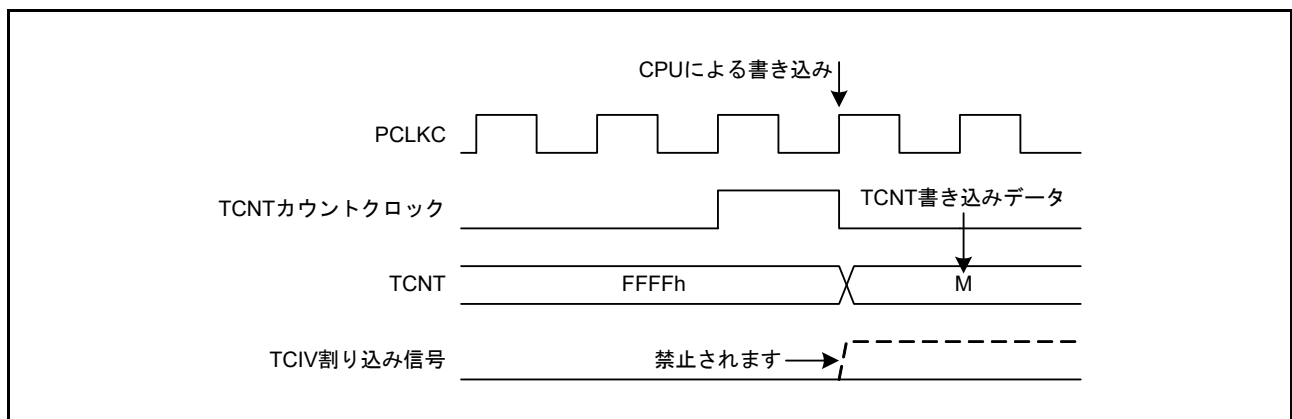 CPUによる書き込み
PCLKC
TCNTカウントクロック
TCNT書き込みデータ
TCNT
FFFFh
M
TCIV割り込み信号
禁止されます